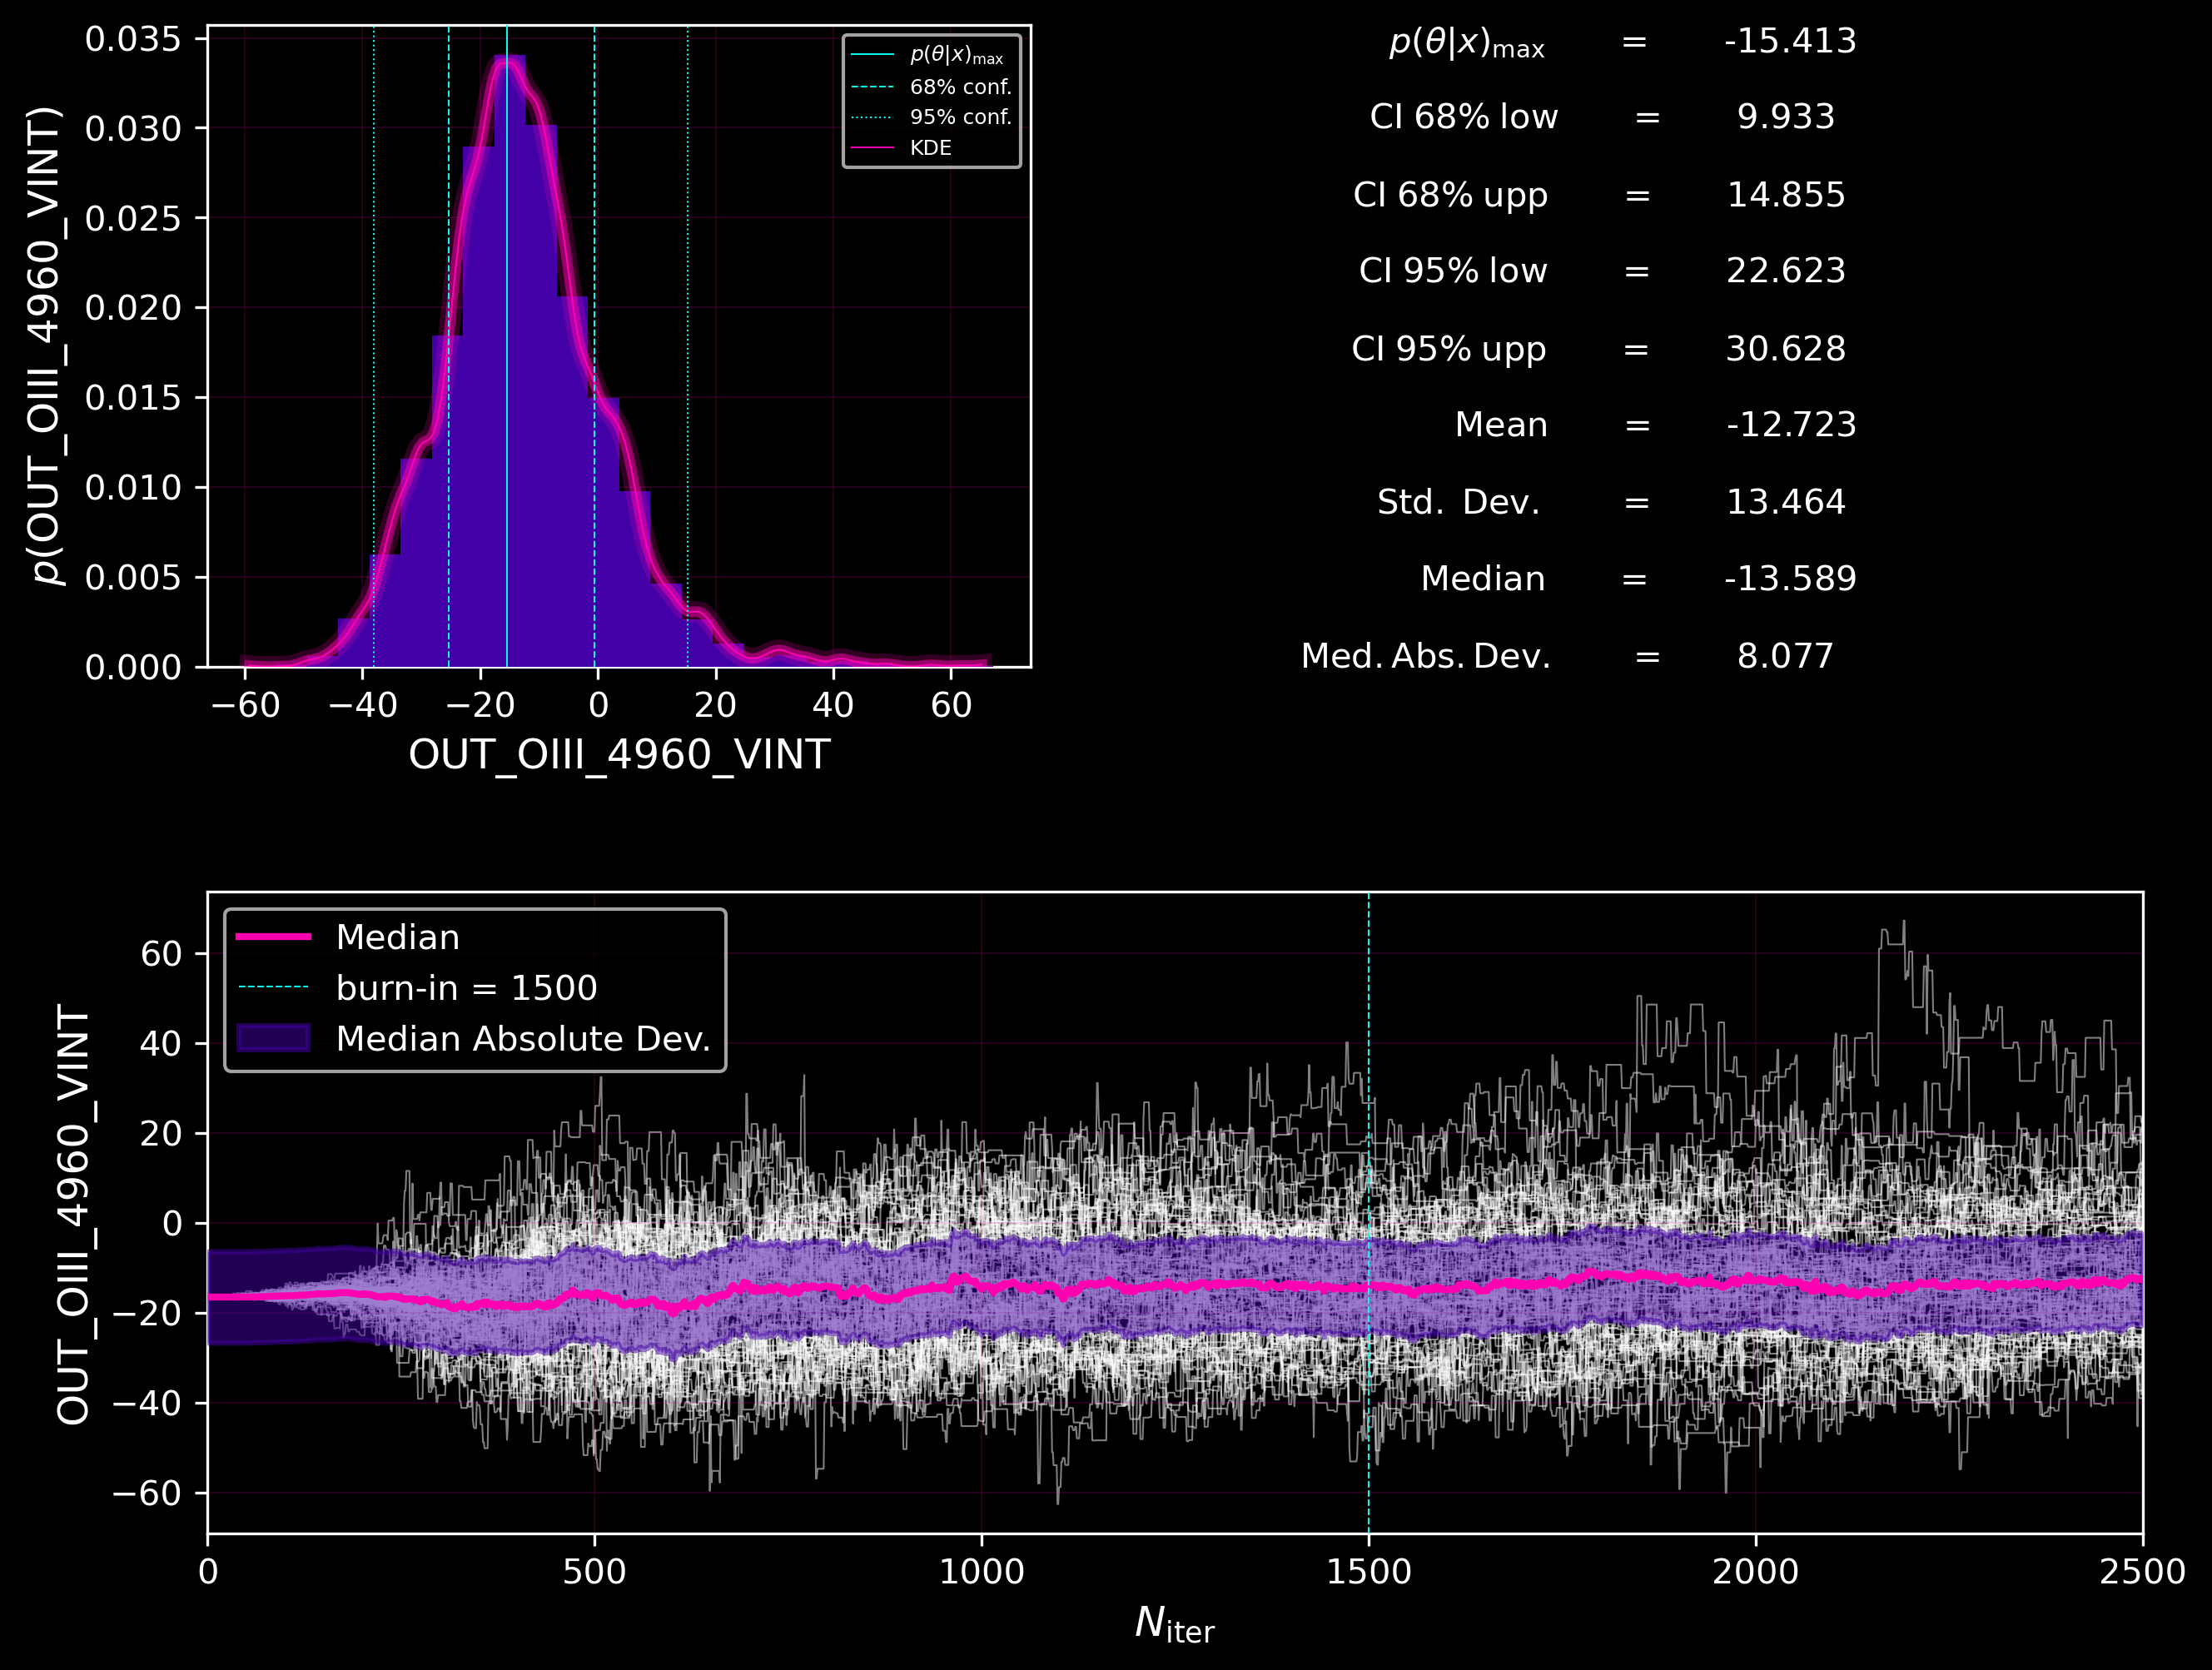 0.035
0.030
0.025
0.020
0.015
0.010
0.005
0.000
p(OUT_OIII_4960_VINT)
−60 −40 −20 0 20 40 60
OUT_OIII_4960_VINT
p(θ|x)max
68% conf.
95% conf.
KDE
p(θ|x)max = -15.413
CI 68% low = 9.933
CI 68% upp = 14.855
CI 95% low = 22.623
CI 95% upp = 30.628
Mean = -12.723
Std. Dev. = 13.464
Median = -13.589
Med. Abs. Dev. = 8.077
Median
burn-in = 1500
Median Absolute Dev.
60
40
20
0
−20
−40
−60
OUT_OIII_4960_VINT
0 500 1000 1500 2000 2500
Niter